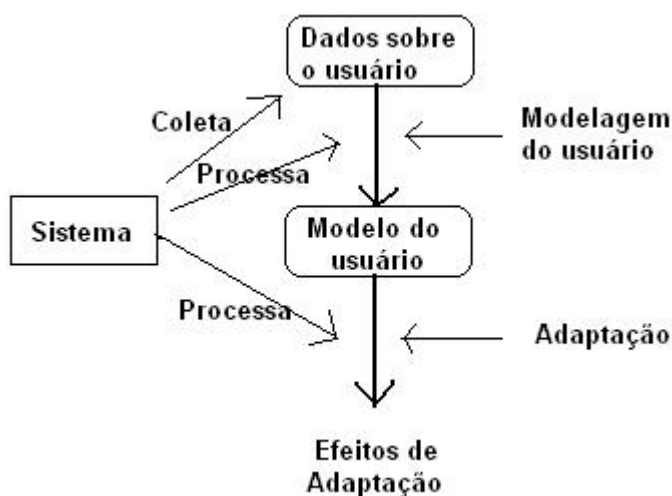 Dados sobre
o usuário
Coleta
Modelagem
do usuário
Processa
Sistema
Modelo do
usuário
Processa
Adaptação
Efeitos de
Adaptação